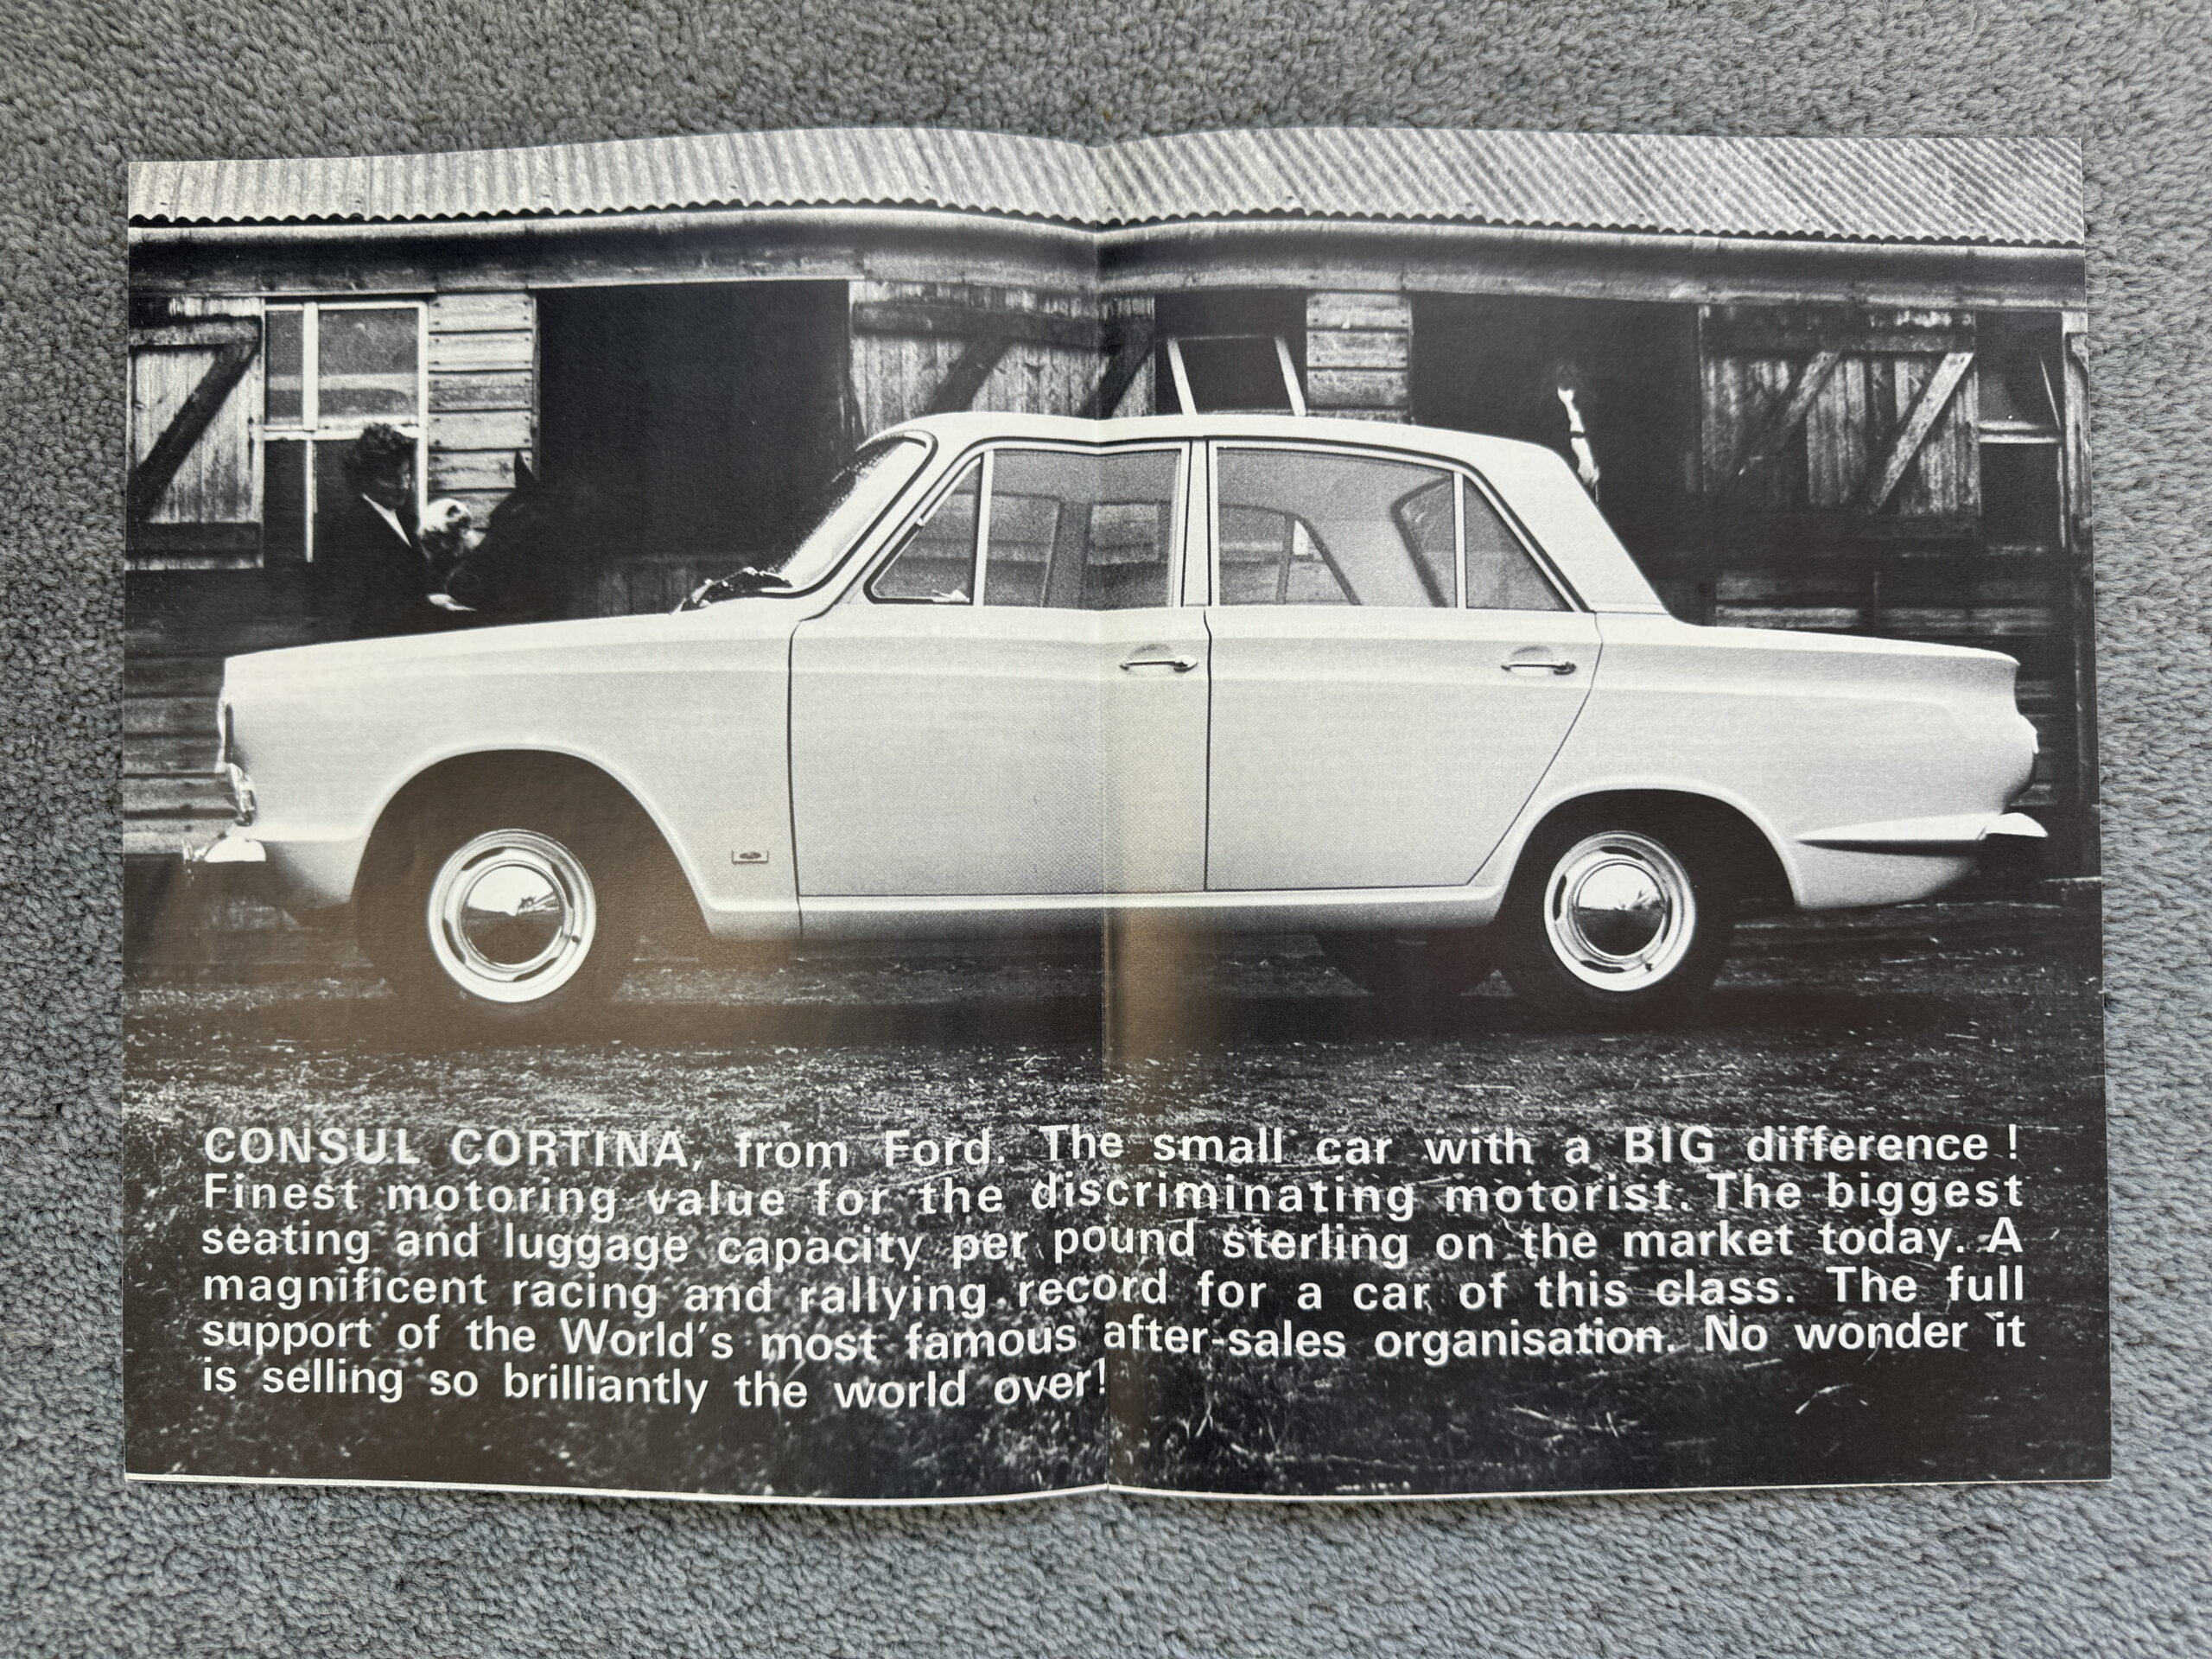 CONSUL CORTINA, from Ford. The small car with a BIG difference!
Finest motoring value for the discriminating motorist. The biggest
seating and luggage capacity per pound sterling on the market today. A
magnificent racing and rallying record for a car of this class. The full
support of the World's most famous after-sales organisation. No wonder it
is selling so brilliantly the world over!